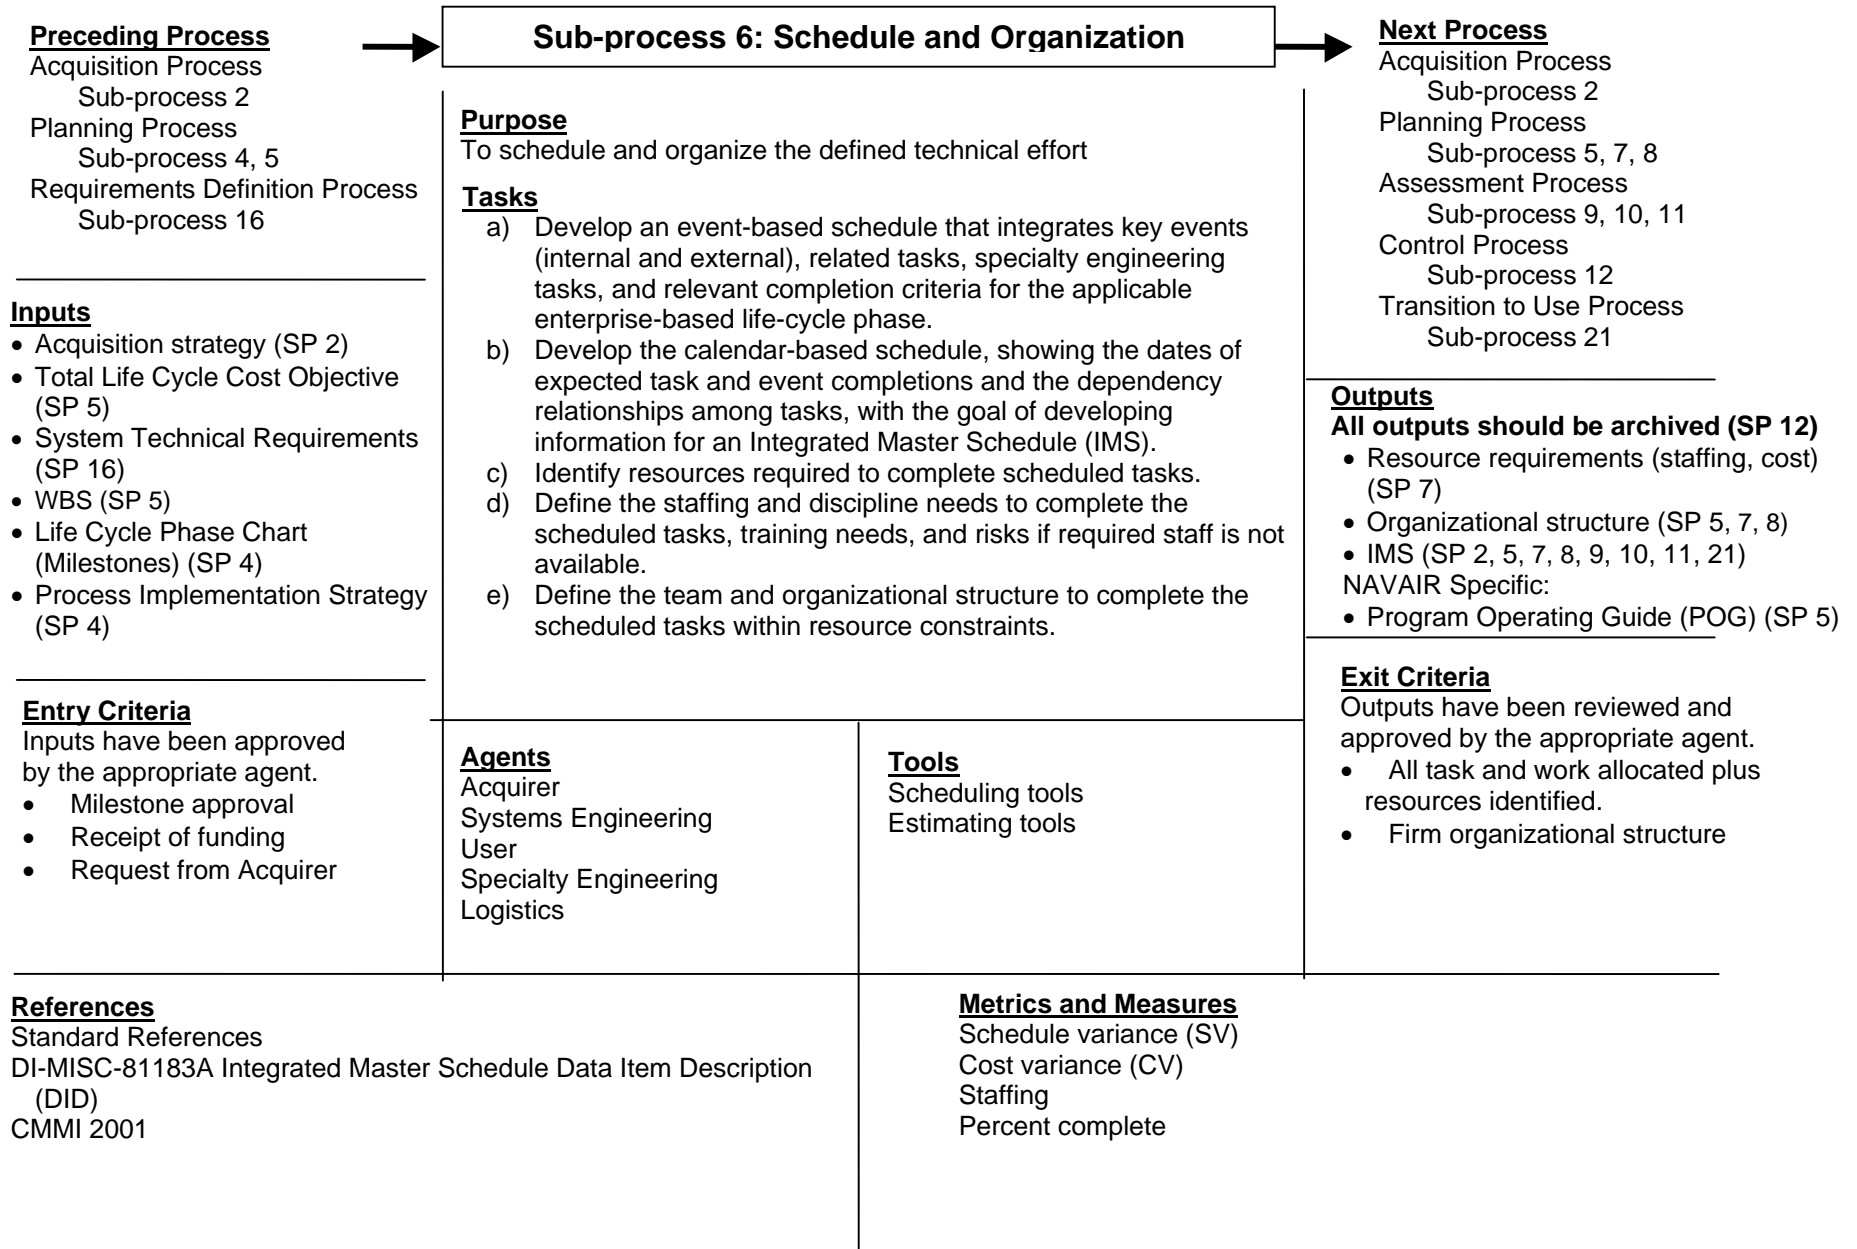 Preceding Process
Acquisition Process
Sub-process 2
Planning Process
Sub-process 4, 5
Requirements Definition Process
Sub-process 16
Sub-process 6: Schedule and Organization
Next Process
Acquisition Process
Sub-process 2
Planning Process
Sub-process 5, 7, 8
Assessment Process
Sub-process 9, 10, 11
Control Process
Sub-process 12
Transition to Use Process
Sub-process 21
Inputs
• Acquisition strategy (SP 2)
• Total Life Cycle Cost Objective
(SP 5)
• System Technical Requirements
(SP 16)
• WBS (SP 5)
• Life Cycle Phase Chart
(Milestones) (SP 4)
• Process Implementation Strategy
(SP 4)
Purpose
To schedule and organize the defined technical effort
Tasks
a) Develop an event-based schedule that integrates key events
(internal and external), related tasks, specialty engineering
tasks, and relevant completion criteria for the applicable
enterprise-based life-cycle phase.
b) Develop the calendar-based schedule, showing the dates of
expected task and event completions and the dependency
relationships among tasks, with the goal of developing
information for an Integrated Master Schedule (IMS).
c) Identify resources required to complete scheduled tasks.
d) Define the staffing and discipline needs to complete the
scheduled tasks, training needs, and risks if required staff is not
available.
e) Define the team and organizational structure to complete the
scheduled tasks within resource constraints.
Outputs
All outputs should be archived (SP 12)
• Resource requirements (staffing, cost)
(SP 7)
• Organizational structure (SP 5, 7, 8)
• IMS (SP 2, 5, 7, 8, 9, 10, 11, 21)
NAVAIR Specific:
• Program Operating Guide (POG) (SP 5)
Entry Criteria
Inputs have been approved
by the appropriate agent.
• Milestone approval
• Receipt of funding
• Request from Acquirer
Agents
Acquirer
Systems Engineering
User
Specialty Engineering
Logistics
Tools
Scheduling tools
Estimating tools
Exit Criteria
Outputs have been reviewed and
approved by the appropriate agent.
• All task and work allocated plus
resources identified.
• Firm organizational structure
References
Standard References
DI-MISC-81183A Integrated Master Schedule Data Item Description
(DID)
CMMI 2001
Metrics and Measures
Schedule variance (SV)
Cost variance (CV)
Staffing
Percent complete